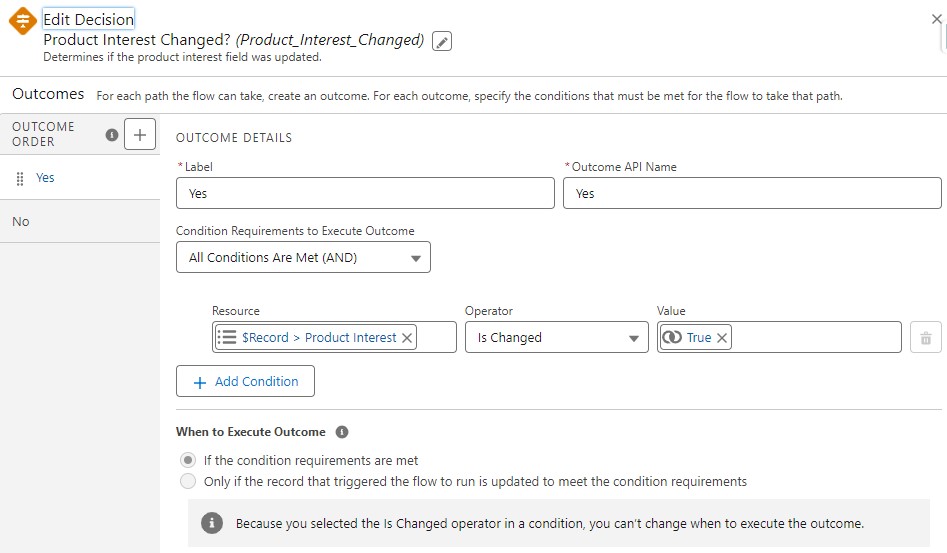 Edit Decision
Product Interest Changed? (Product_Interest_Changed)
Determines if the product interest field was updated.
Outcomes For each path the flow can take, create an outcome. For each outcome, specify the conditions that must be met for the flow to take that path.
OUTCOME
ORDER
Yes
No
OUTCOME DETAILS
*Label
*Outcome API Name
Yes
Yes
Condition Requirements to Execute Outcome
All Conditions Are Met (AND)
Resource
Operator
Value
$Record > Product Interest
Is Changed
True
+ Add Condition
When to Execute Outcome
If the condition requirements are met
Only if the record that triggered the flow to run is updated to meet the condition requirements
Because you selected the Is Changed operator in a condition, you can't change when to execute the outcome.